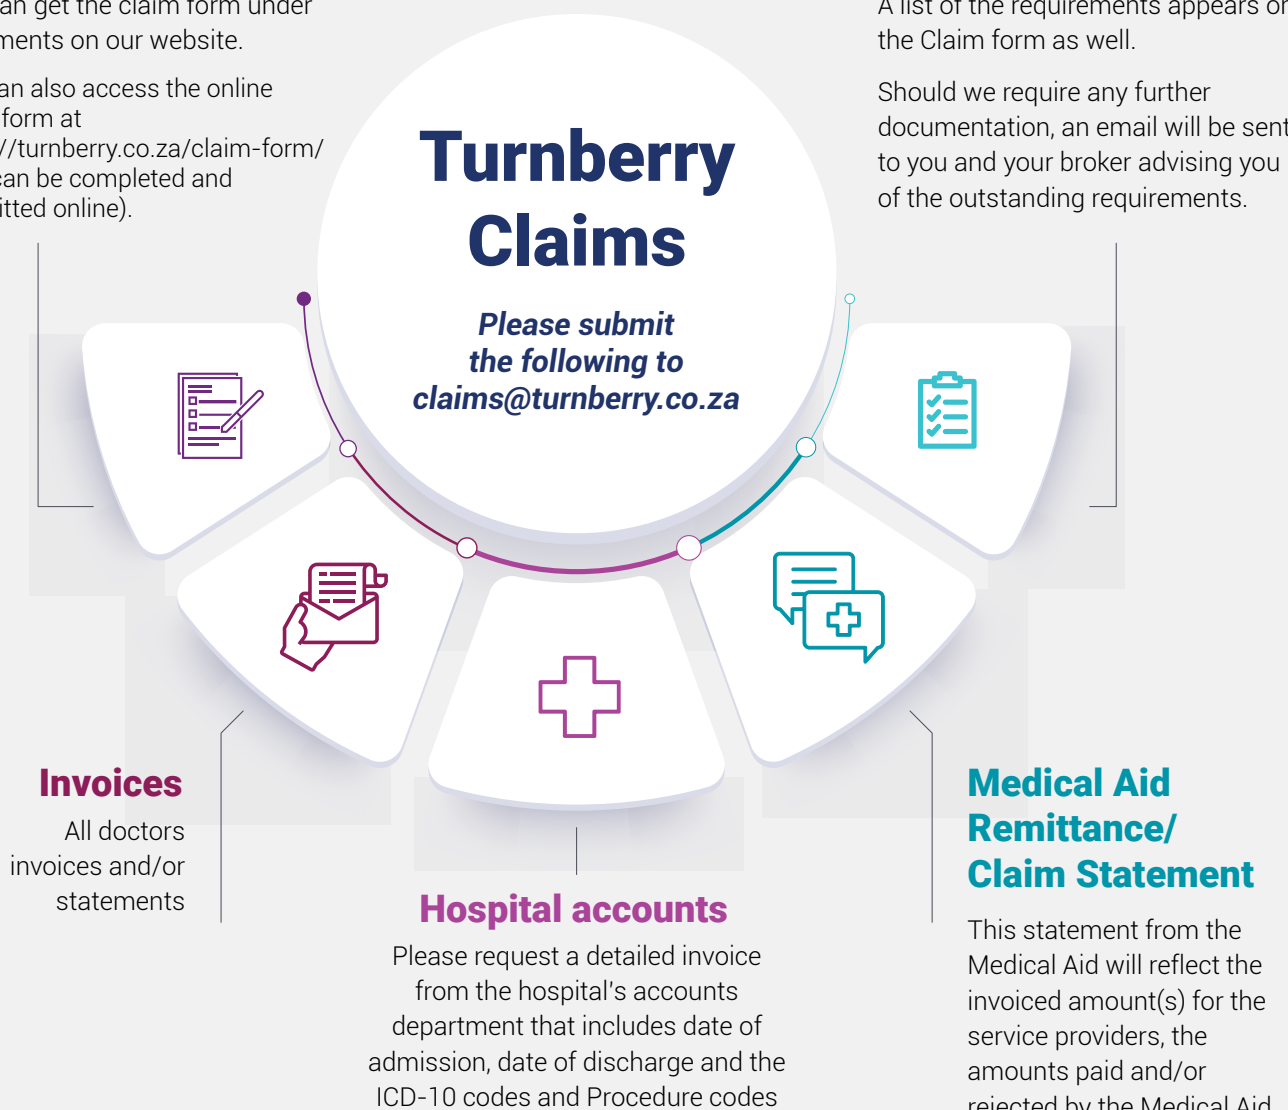 an get the claim form under
ments on our website.
an also access the online
form at
//turnberry.co.za/claim-form/
can be completed and
itted online).
Turnberry
Claims
Please submit
the following to
claims@turnberry.co.za
A list of the requirements appears on
the Claim form as well.
Should we require any further
documentation, an email will be sent
to you and your broker advising you
of the outstanding requirements.
Invoices
All doctors
invoices and/or
statements
Hospital accounts
Please request a detailed invoice
from the hospital's accounts
department that includes date of
admission, date of discharge and the
ICD-10 codes and Procedure codes
Medical Aid
Remittance/
Claim Statement
This statement from the
Medical Aid will reflect the
invoiced amount(s) for the
service providers, the
amounts paid and/or
rejected by the Medical Aid